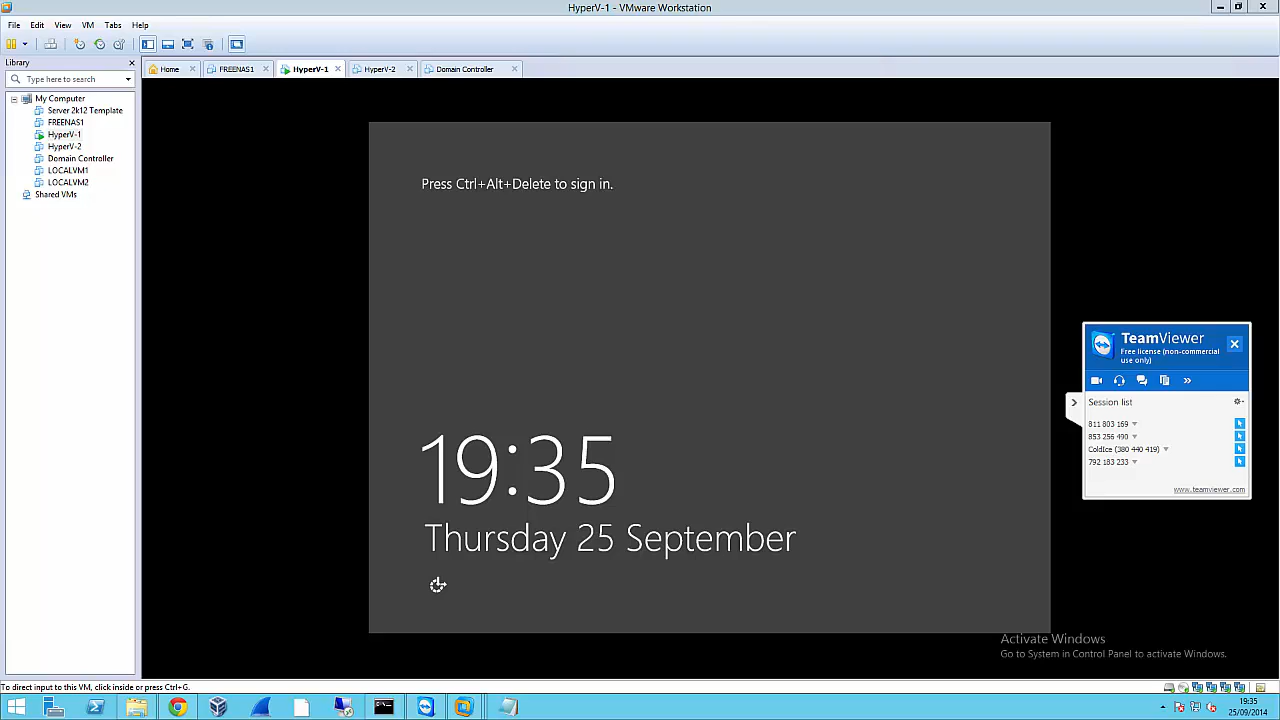 HyperV-1 - VMware Workstation
File Edit View VM Tabs Help
Library
Type here to search
My Computer
Server 2k12 Template
FREENAS1
HyperV-1
HyperV-2
Domain Controller
LOCALVM1
LOCALVM2
Shared VMs
Home FREENAS1 HyperV-1 HyperV-2 Domain Controller
Press Ctrl+Alt+Delete to sign in.
19:35
Thursday 25 September
TeamViewer
Free license (non-commercial
use only)
Session list
811 803 169
853 256 490
ColdIce (380 440 419)
792 183 233
www.teamviewer.com
Activate Windows
Go to System in Control Panel to activate Windows.
To direct input to this VM, click inside or press Ctrl+G.
19:35
25/09/2014